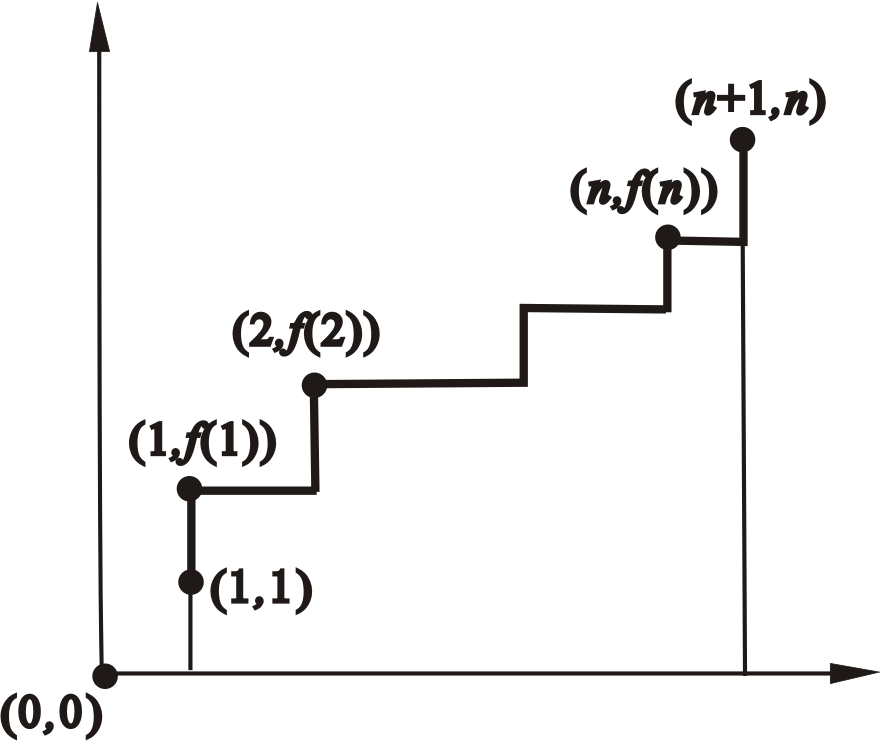 (n+1,n)
(n,f(n))
(2,f(2))
(1,f(1))
(1,1)
(0,0)